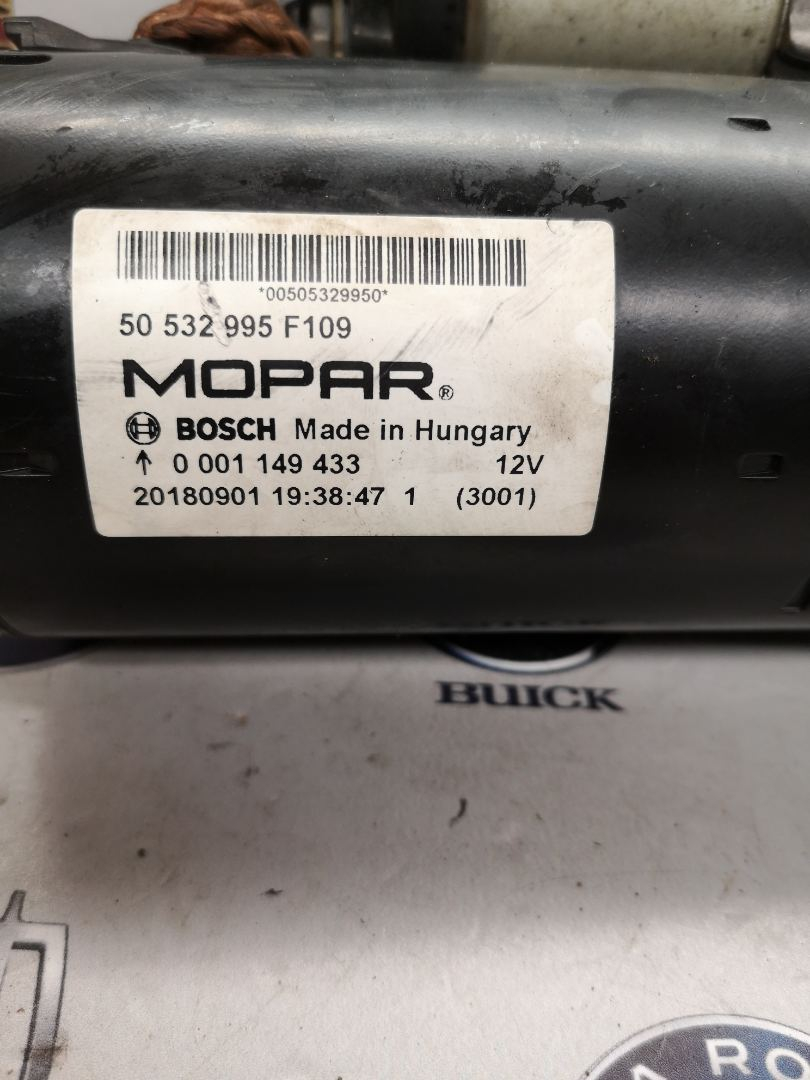 *00505329950*
50 532 995 F109
MOPAR®
BOSCH Made in Hungary
↑ 0 001 149 433 12V
20180901 19:38:47 1 (3001)
BUICK